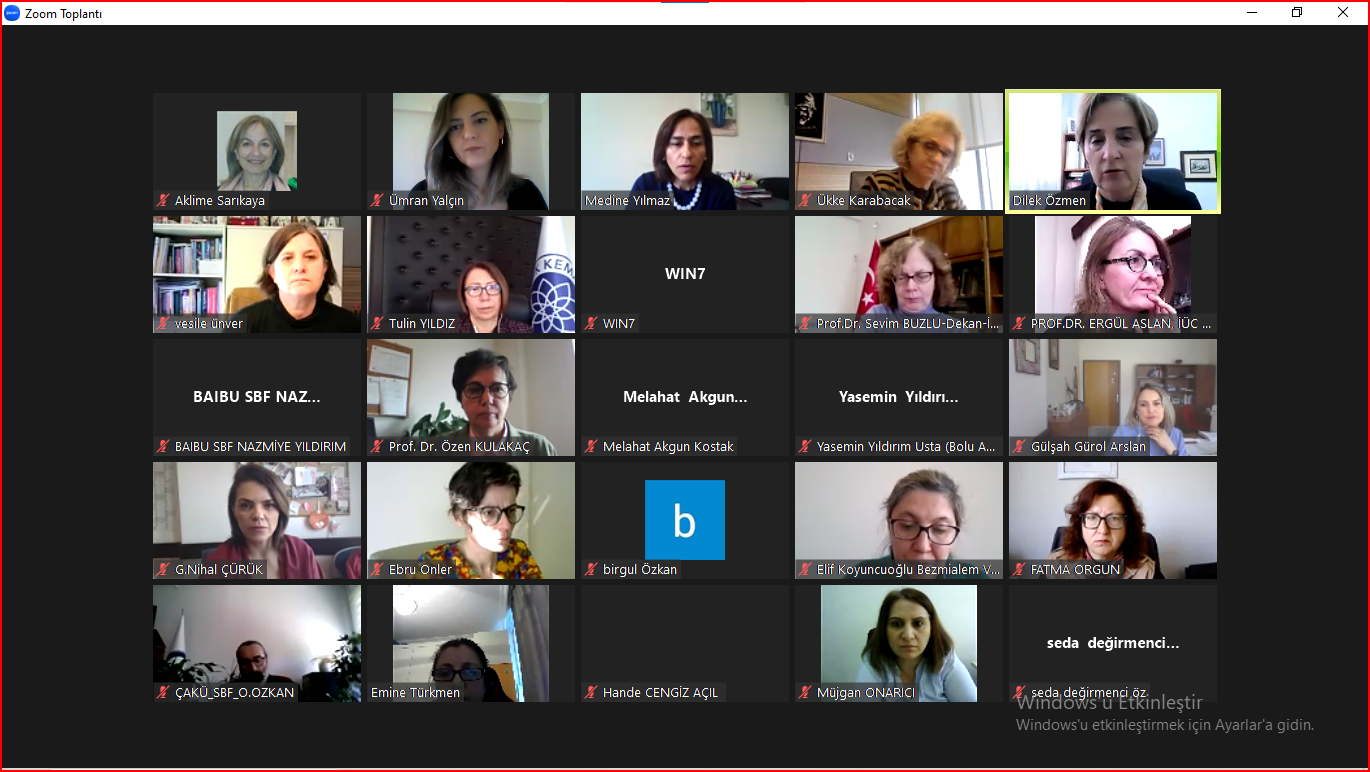 zoom Zoom Toplantı
Aklime Sarıkaya
Ümran Yalçın
Medine Yılmaz
Ükke Karabacak
Dilek Özmen
vesile ünver
K KEM
Tulin YILDIZ
WIN7
WIN7
Prof.Dr. Sevim BUZLU-Dekan-İ...
PROF.DR. ERGÜL ASLAN, İÜC ...
BAIBU SBF NAZ...
BAIBU SBF NAZMİYE YILDIRIM
Prof. Dr. Özen KULAKAÇ
Melahat Akgun...
Melahat Akgun Kostak
Yasemin Yıldırı...
Yasemin Yıldırım Usta (Bolu A...
Gülşah Gürol Arslan
G.Nihal ÇÜRÜK
Ebru Önler
b
birgul Özkan
Elif Koyuncuoğlu Bezmialem V...
FATMA ORGUN
ÇAKÜ_SBF_O.OZKAN
Emine Türkmen
Hande CENGİZ AÇIL
Müjgan ONARICI
seda değirmenci...
seda değirmenci öz
Windows'u Etkinleştir
Windows'u etkinleştirmek için Ayarlar'a gidin.